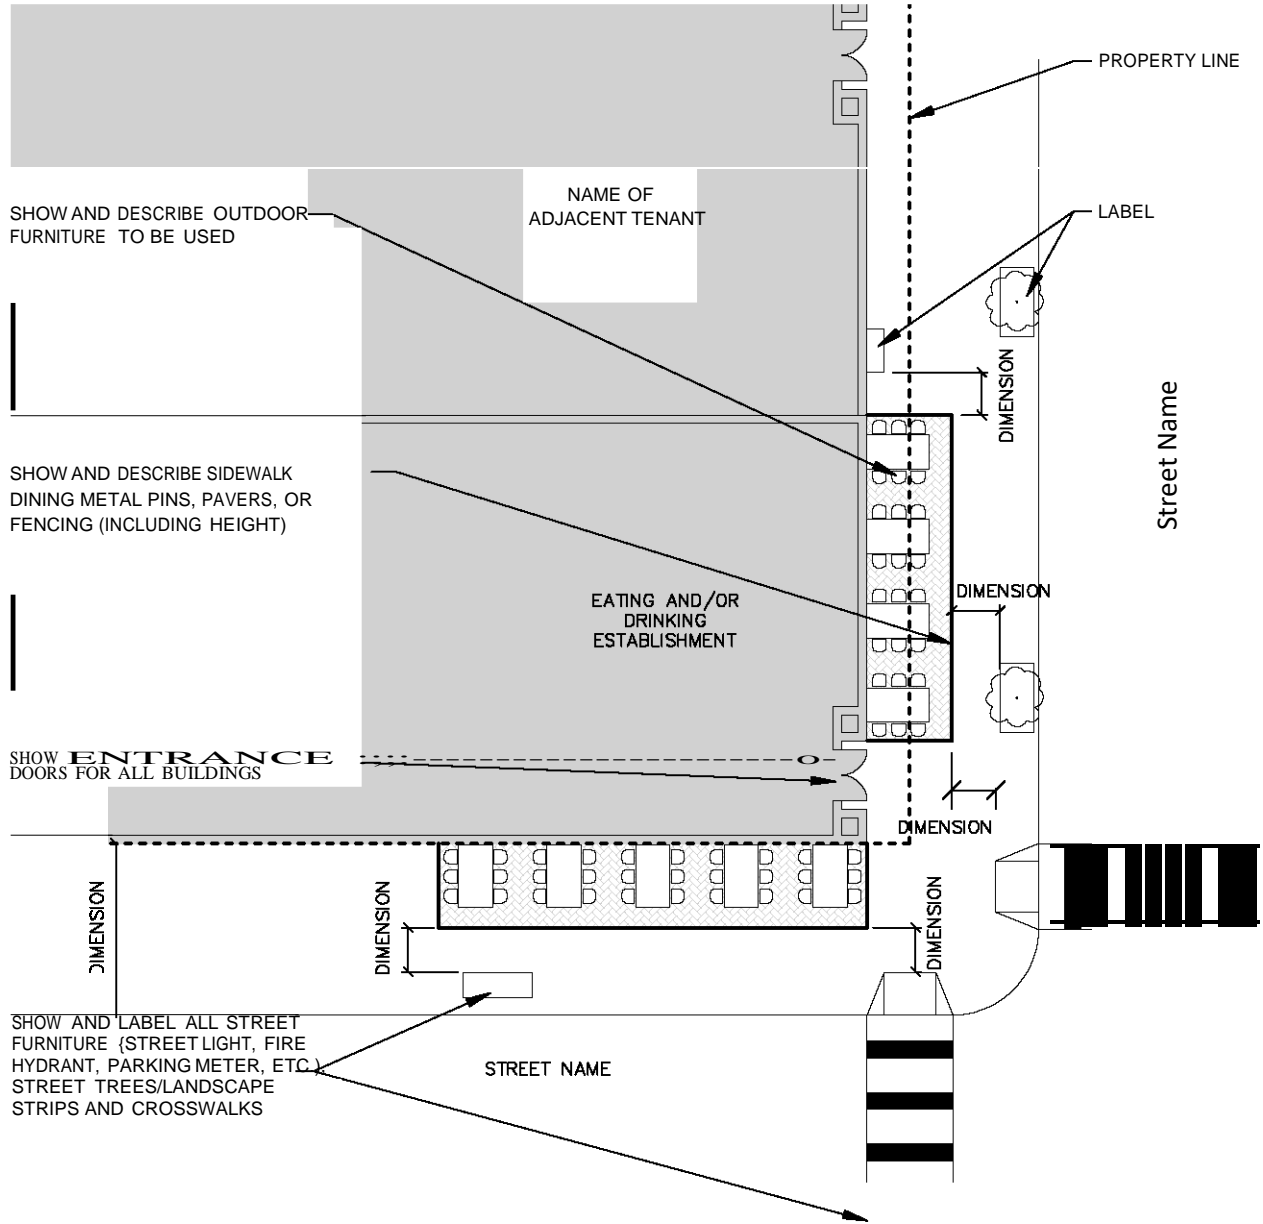 PROPERTY LINE
NAME OF
ADJACENT TENANT
SHOW AND DESCRIBE OUTDOOR
FURNITURE TO BE USED
LABEL
DIMENSION
Street Name
SHOW AND DESCRIBE SIDEWALK
DINING METAL PINS, PAVERS, OR
FENCING (INCLUDING HEIGHT)
EATING AND/OR
DRINKING
ESTABLISHMENT
DIMENSION
SHOW ENTRANCE
DOORS FOR ALL BUILDINGS
DIMENSION
DIMENSION
DIMENSION
DIMENSION
SHOW AND LABEL ALL STREET
FURNITURE {STREET LIGHT, FIRE
HYDRANT, PARKING METER, ETC.),
STREET TREES/LANDSCAPE
STRIPS AND CROSSWALKS
STREET NAME